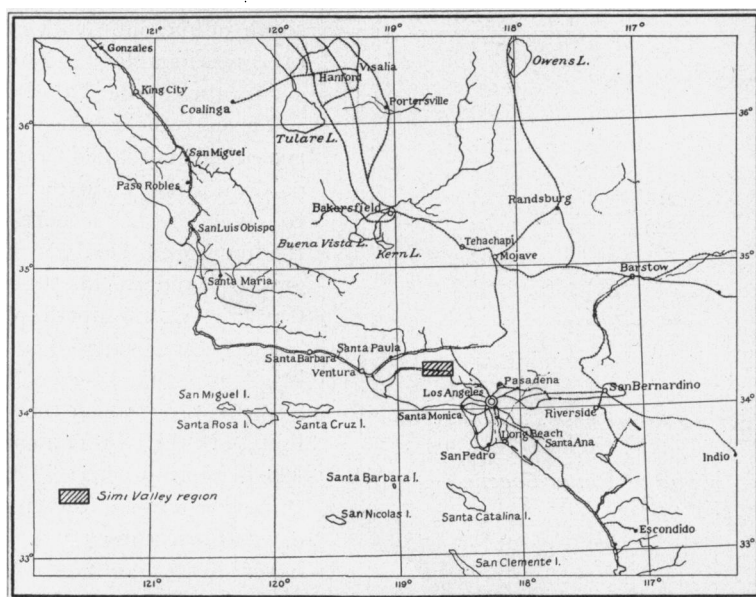 121° 120° 119° 118° 117°
Gonzales
King City
Coalinga
Hanford
Visalia
Portersville
Owens L.
Tulare L.
36° 36°
San Miguel
Paso Robles
San Luis Obispo
Bakersfield
Buena Vista L.
Kern L.
Tehachapi
Mojave
Randsburg
Barstow
35° 35°
Santa Maria
Santa Barbara
Santa Paula
Ventura
Los Angeles
Pasadena
San Bernardino
Santa Monica
Riverside
34° 34°
San Miguel I.
Santa Rosa I.
Santa Cruz I.
Long Beach
Santa Ana
San Pedro
Indio
Santa Barbara I.
San Nicolas I.
Santa Catalina I.
Escondido
Simi Valley region
33° 33°
San Clemente I.
121° 120° 119° 118° 117°